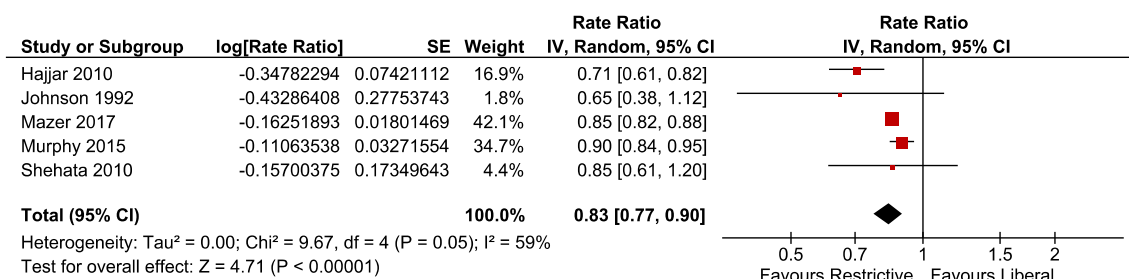 Rate Ratio Rate Ratio
Study or Subgroup log[Rate Ratio] SE Weight IV, Random, 95% CI IV, Random, 95% CI
Hajjar 2010 -0.34782294 0.07421112 16.9% 0.71 [0.61, 0.82]
Johnson 1992 -0.43286408 0.27753743 1.8% 0.65 [0.38, 1.12]
Mazer 2017 -0.16251893 0.01801469 42.1% 0.85 [0.82, 0.88]
Murphy 2015 -0.11063538 0.03271554 34.7% 0.90 [0.84, 0.95]
Shehata 2010 -0.15700375 0.17349643 4.4% 0.85 [0.61, 1.20]
Total (95% CI) 100.0% 0.83 [0.77, 0.90]
Heterogeneity: Tau² = 0.00; Chi² = 9.67, df = 4 (P = 0.05); I² = 59%
Test for overall effect: Z = 4.71 (P < 0.00001)
0.5 0.7 1 1.5 2
Favours Restrictive Favours Liberal